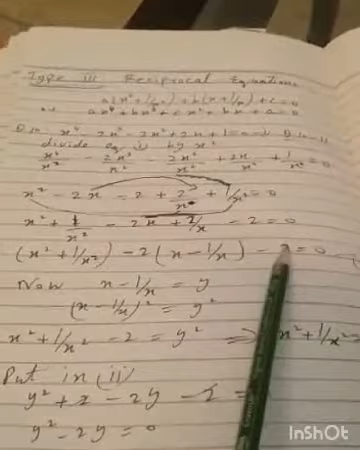 Type III Reciprocal Equations
a(x²+1/x²)+b(x+1/x)+c=0
ax⁴+bx³+cx²+bx+a=0
x⁴-2x³-2x²+2x+1=0
divide eq by x²
x⁴/x² - 2x³/x² - 2x²/x² + 2x/x² + 1/x² = 0
x² - 2x - 2 + 2/x + 1/x² = 0
x² + 1/x² - 2x + 2/x - 2 = 0
(x² + 1/x²) - 2(x - 1/x) - 2 = 0
Now x - 1/x = y
(x - 1/x)² = y²
x² + 1/x² - 2 = y² ⇒ x² + 1/x² =
Put in (ii)
y² + 2 - 2y - 2 =
y² - 2y = 0
InShOt